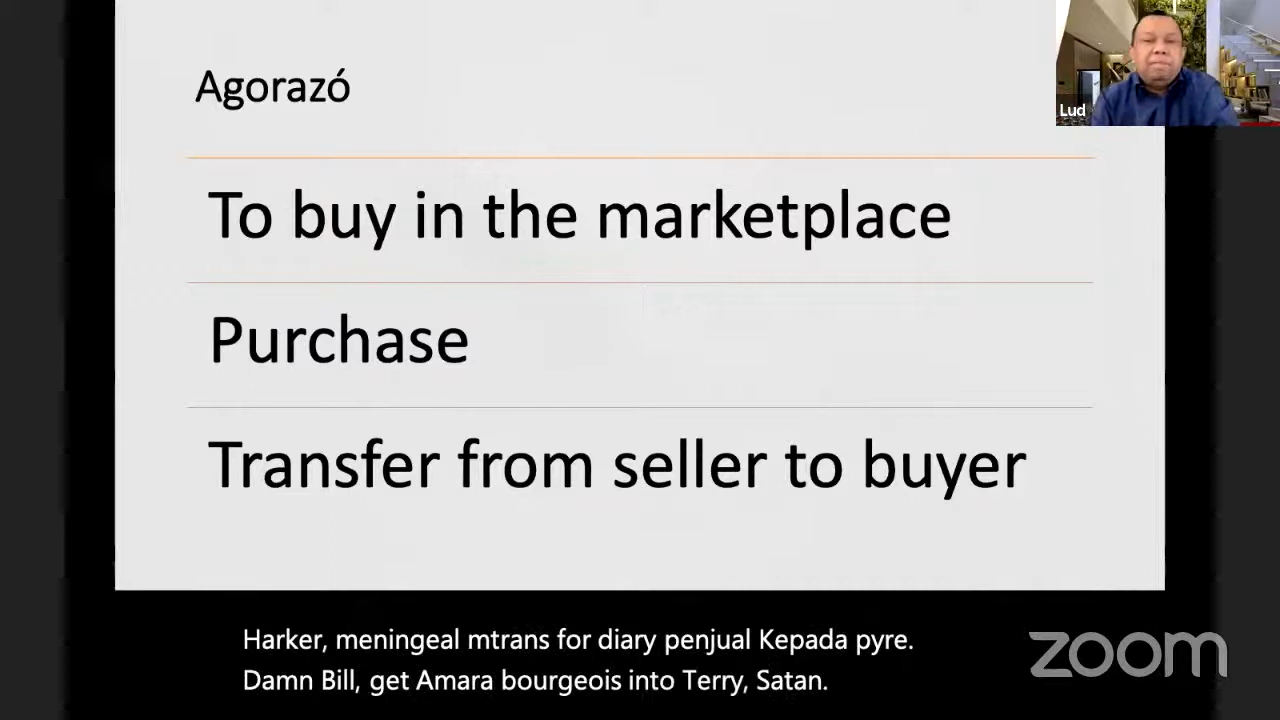 Agorazó
Lud
To buy in the marketplace
Purchase
Transfer from seller to buyer
Harker, meningeal mtrans for diary penjual Kepada pyre.
Damn Bill, get Amara bourgeois into Terry, Satan.
zoom